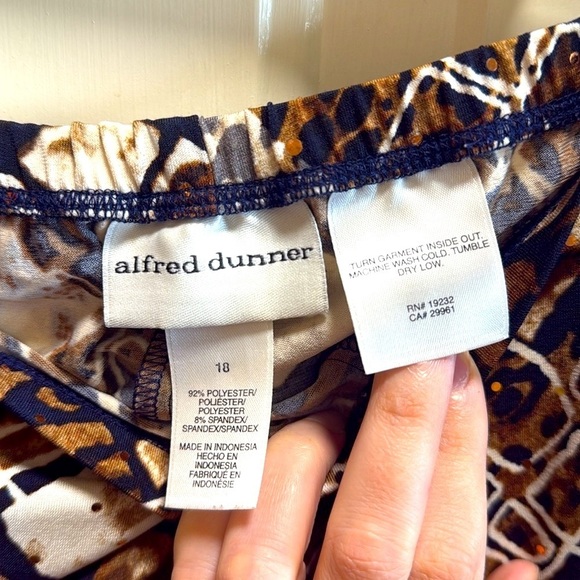 alfred dunner
18
92% POLYESTER/
POLIÉSTER/
POLYESTER
8% SPANDEX/
SPANDEX/SPANDEX
MADE IN INDONESIA
HECHO EN
INDONESIA
FABRIQUÉ EN
INDONÉSIE
TURN GARMENT INSIDE OUT.
MACHINE WASH COLD. TUMBLE
DRY LOW.
RN# 19232
CA# 29961